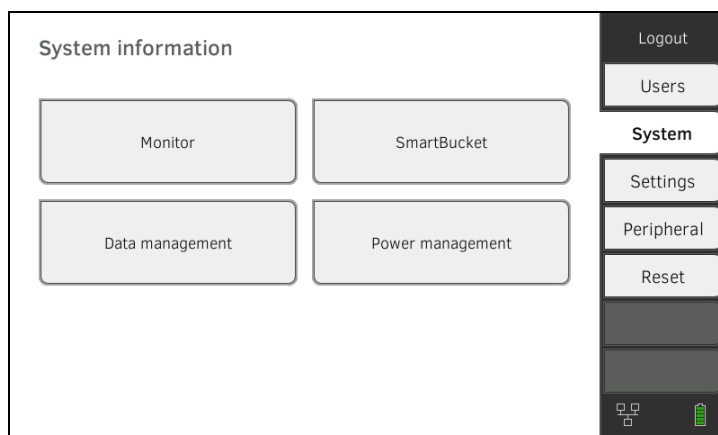 System information
Monitor
SmartBucket
Data management
Power management
Logout
Users
System
Settings
Peripheral
Reset